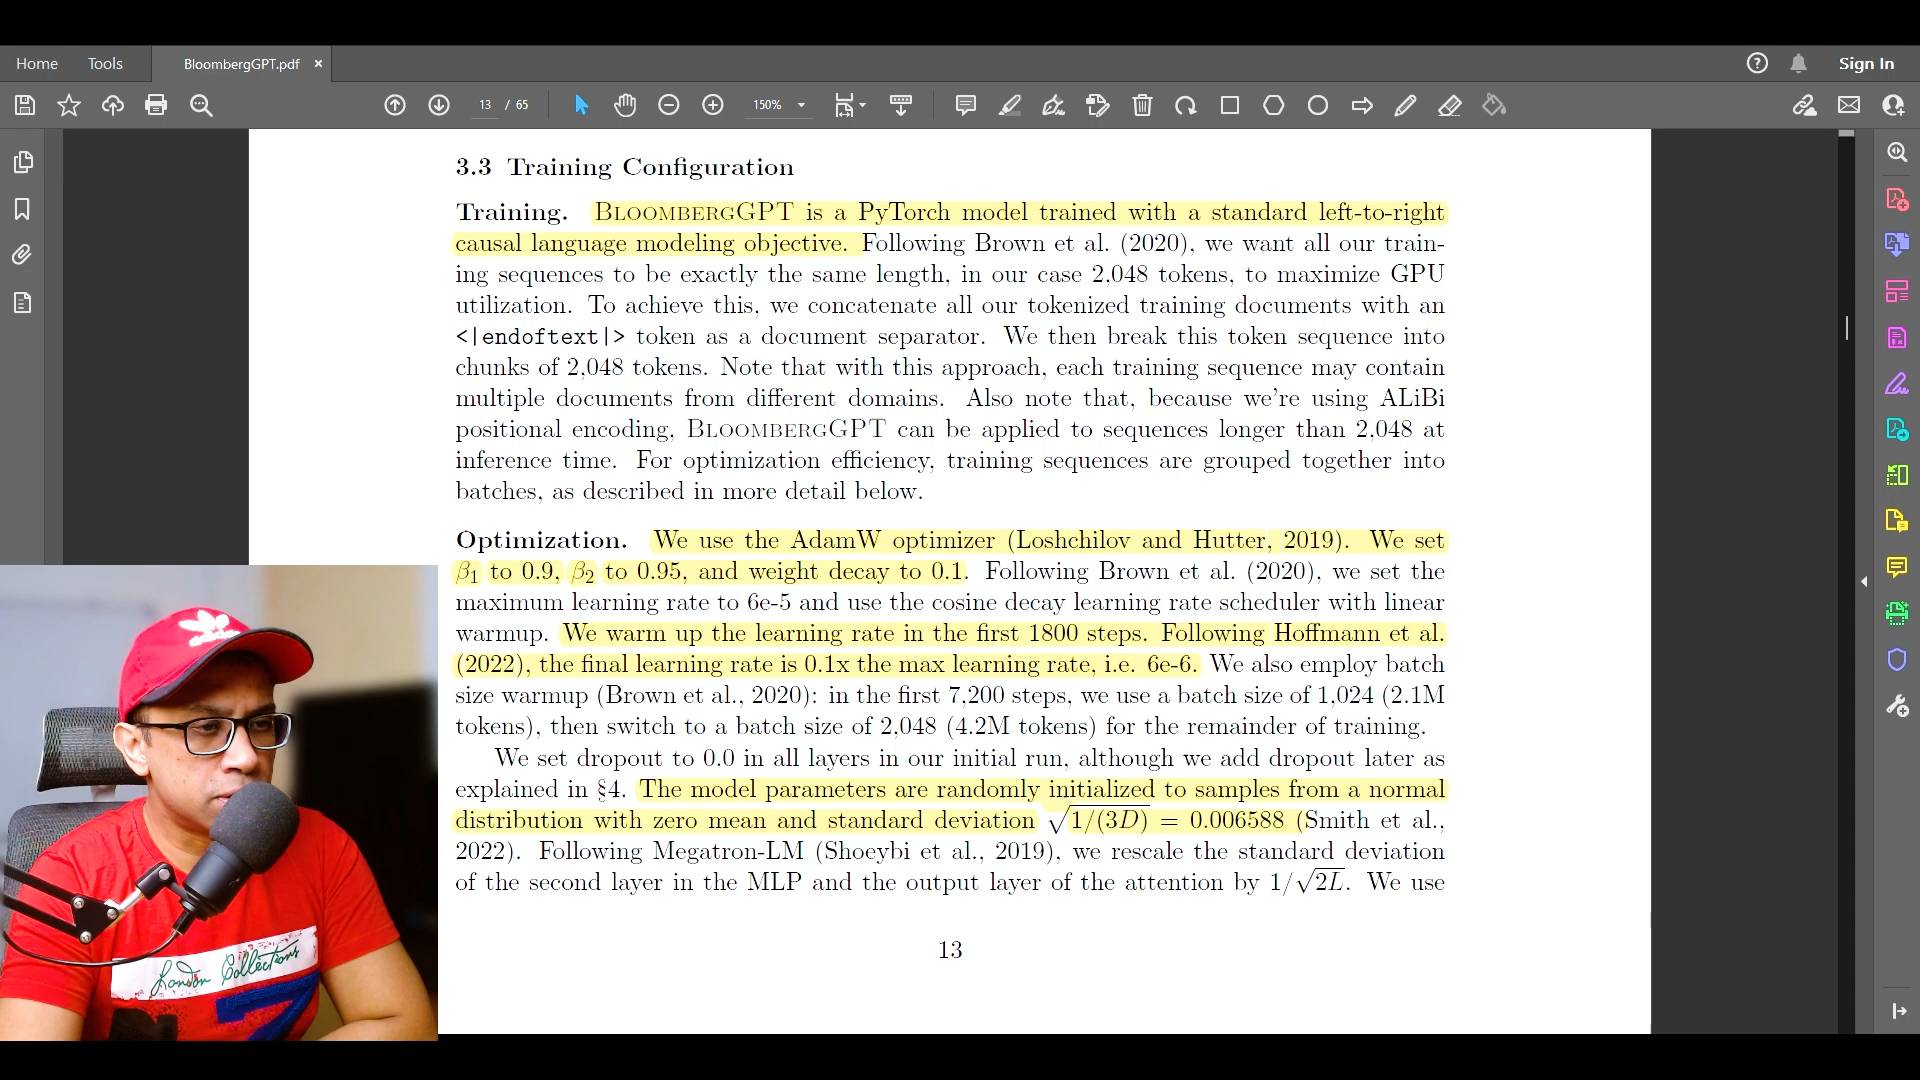 Home Tools BloombergGPT.pdf × Sign In
13 / 65 150%
3.3 Training Configuration
Training. BLOOMBERGGPT is a PyTorch model trained with a standard left-to-right
causal language modeling objective. Following Brown et al. (2020), we want all our train-
ing sequences to be exactly the same length, in our case 2,048 tokens, to maximize GPU
utilization. To achieve this, we concatenate all our tokenized training documents with an
<|endoftext|> token as a document separator. We then break this token sequence into
chunks of 2,048 tokens. Note that with this approach, each training sequence may contain
multiple documents from different domains. Also note that, because we're using ALiBi
positional encoding, BLOOMBERGGPT can be applied to sequences longer than 2,048 at
inference time. For optimization efficiency, training sequences are grouped together into
batches, as described in more detail below.
Optimization. We use the AdamW optimizer (Loshchilov and Hutter, 2019). We set
β₁ to 0.9, β₂ to 0.95, and weight decay to 0.1. Following Brown et al. (2020), we set the
maximum learning rate to 6e-5 and use the cosine decay learning rate scheduler with linear
warmup. We warm up the learning rate in the first 1800 steps. Following Hoffmann et al.
(2022), the final learning rate is 0.1x the max learning rate, i.e. 6e-6. We also employ batch
size warmup (Brown et al., 2020): in the first 7,200 steps, we use a batch size of 1,024 (2.1M
tokens), then switch to a batch size of 2,048 (4.2M tokens) for the remainder of training.
We set dropout to 0.0 in all layers in our initial run, although we add dropout later as
explained in §4. The model parameters are randomly initialized to samples from a normal
distribution with zero mean and standard deviation √1/(3D) = 0.006588 (Smith et al.,
2022). Following Megatron-LM (Shoeybi et al., 2019), we rescale the standard deviation
of the second layer in the MLP and the output layer of the attention by 1/√2L. We use
13
adidas
London Collections